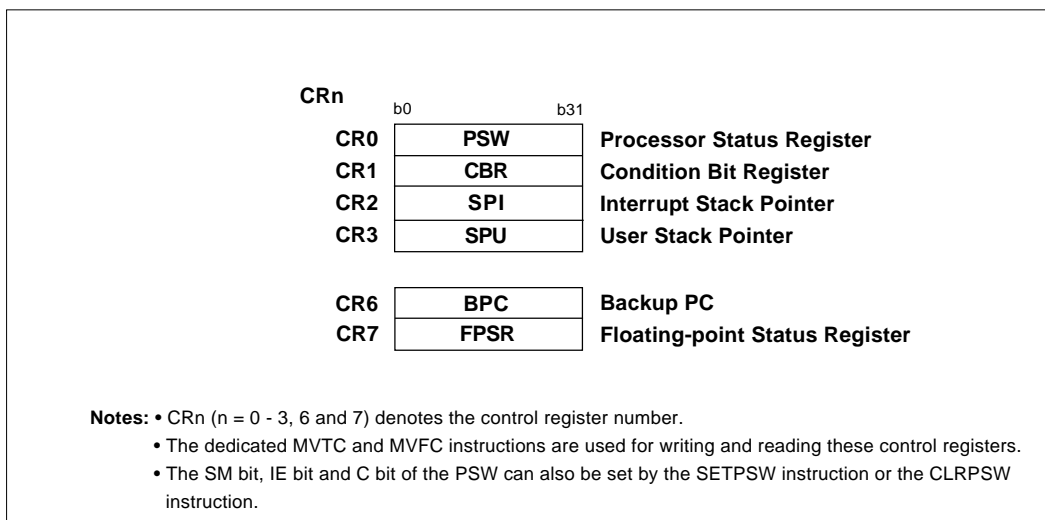 CRn
b0 b31
CR0 PSW Processor Status Register
CR1 CBR Condition Bit Register
CR2 SPI Interrupt Stack Pointer
CR3 SPU User Stack Pointer
CR6 BPC Backup PC
CR7 FPSR Floating-point Status Register
Notes: • CRn (n = 0 - 3, 6 and 7) denotes the control register number.
• The dedicated MVTC and MVFC instructions are used for writing and reading these control registers.
• The SM bit, IE bit and C bit of the PSW can also be set by the SETPSW instruction or the CLRPSW
instruction.